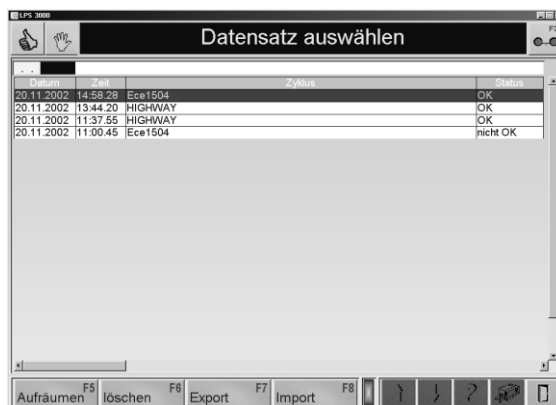 LPS 3000
Datensatz auswählen
. .
Datum Zeit Zyklus Status
20.11.2002 14:58.28 Ece1504 OK
20.11.2002 13:44.20 HIGHWAY OK
20.11.2002 11:37.55 HIGHWAY OK
20.11.2002 11:00.45 Ece1504 nicht OK
Aufräumen F5 löschen F6 Export F7 Import F8